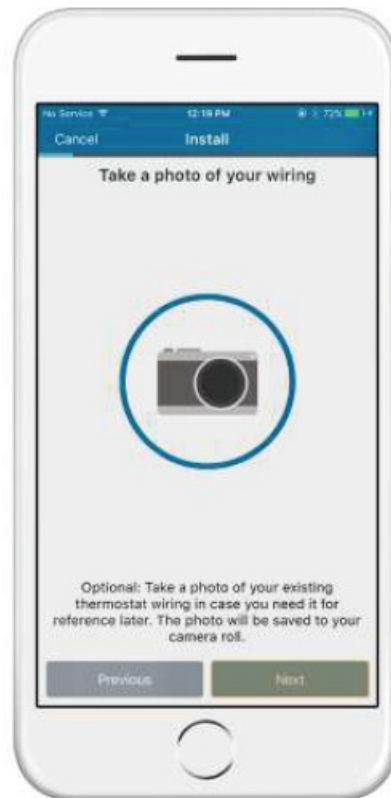 No Service 12:19 PM 72%
Cancel Install
Take a photo of your wiring
Optional: Take a photo of your existing
thermostat wiring in case you need it for
reference later. The photo will be saved to your
camera roll.
Previous Next